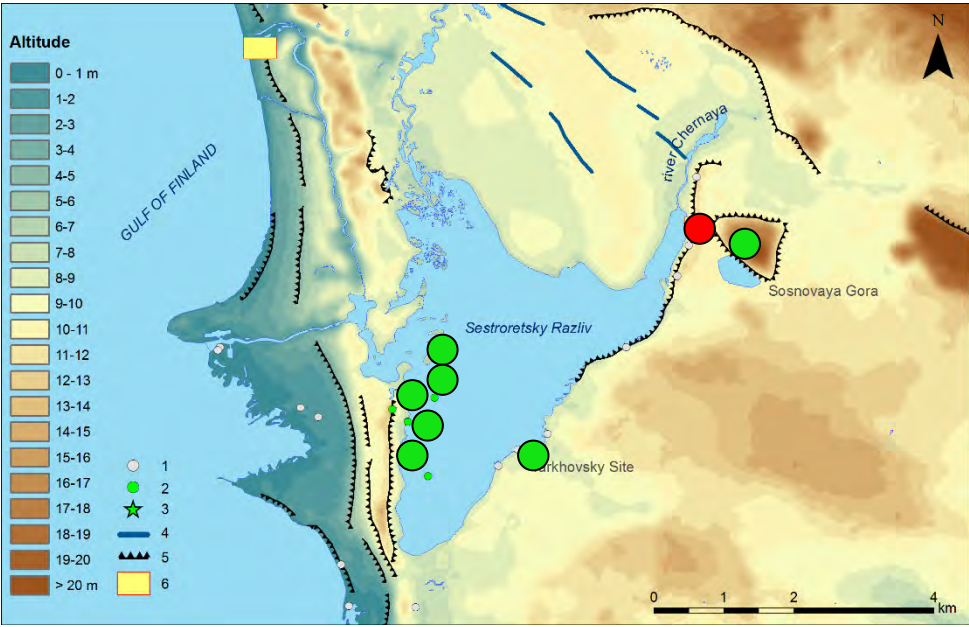 Altitude
0 - 1 m
1-2
2-3
3-4
4-5
5-6
6-7
7-8
8-9
9-10
10-11
11-12
12-13
13-14
14-15
15-16
16-17
17-18
18-19
19-20
> 20 m
1
2
3
4
5
6
GULF OF FINLAND
river Chernaya
N
Sosnovaya Gora
Sestroretsky Razliv
Site
0 1 2 4
km